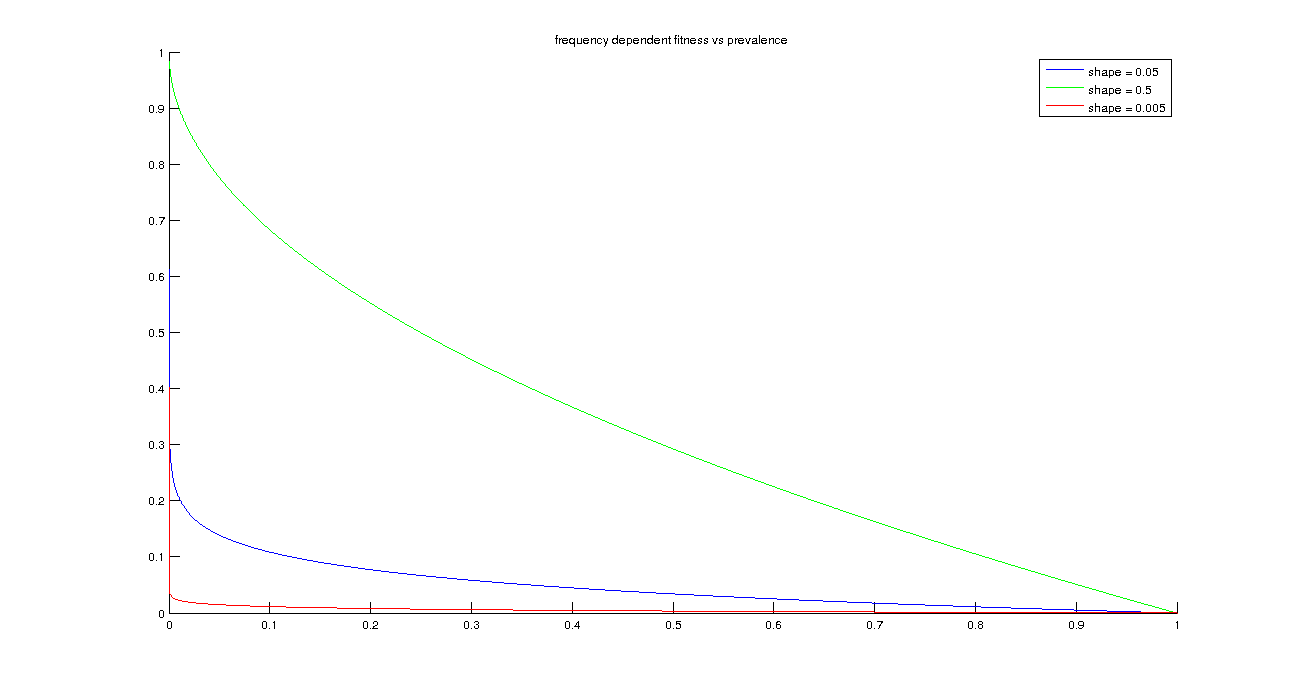 frequency dependent fitness vs prevalence
shape = 0.05
shape = 0.5
shape = 0.005
1
0.9
0.8
0.7
0.6
0.5
0.4
0.3
0.2
0.1
0
0 0.1 0.2 0.3 0.4 0.5 0.6 0.7 0.8 0.9 1